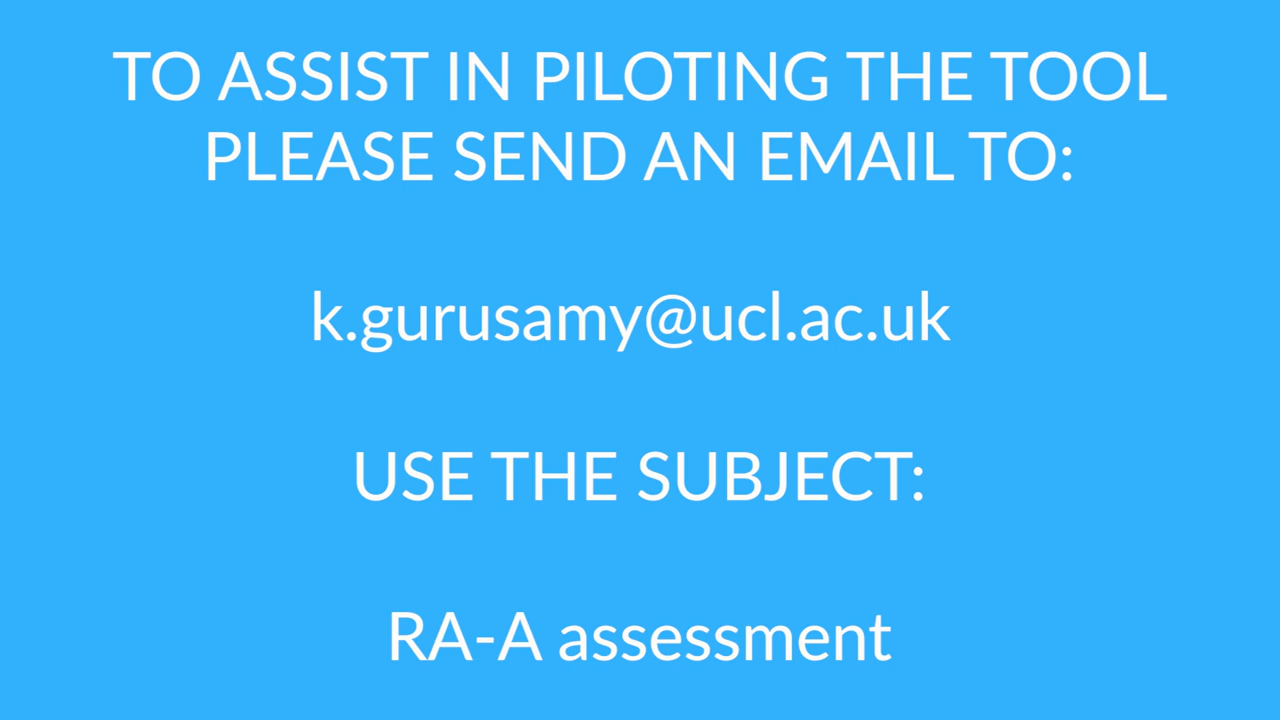 TO ASSIST IN PILOTING THE TOOL
PLEASE SEND AN EMAIL TO:
k.gurusamy@ucl.ac.uk
USE THE SUBJECT:
RA-A assessment